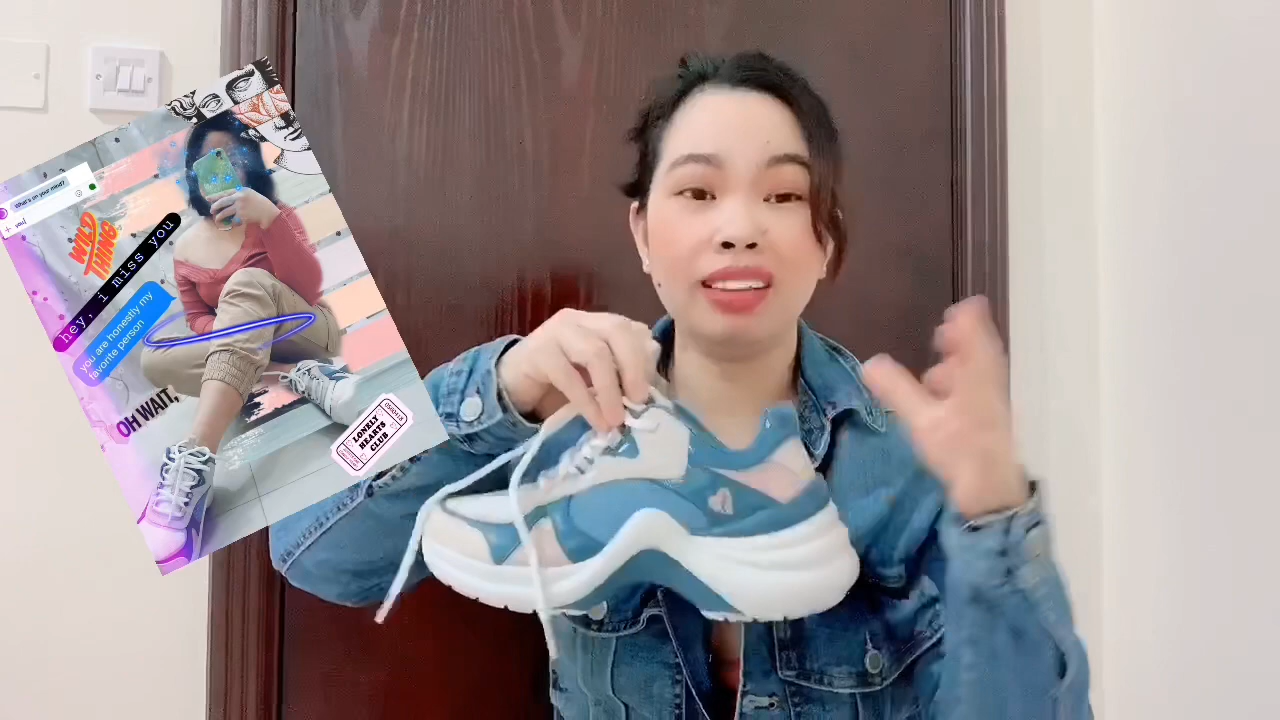 What's on your mind?
you
WILD
THING
hey, i miss you
you are honestly my
favorite person
OH WAIT,
LONELY
HEARTS
CLUB